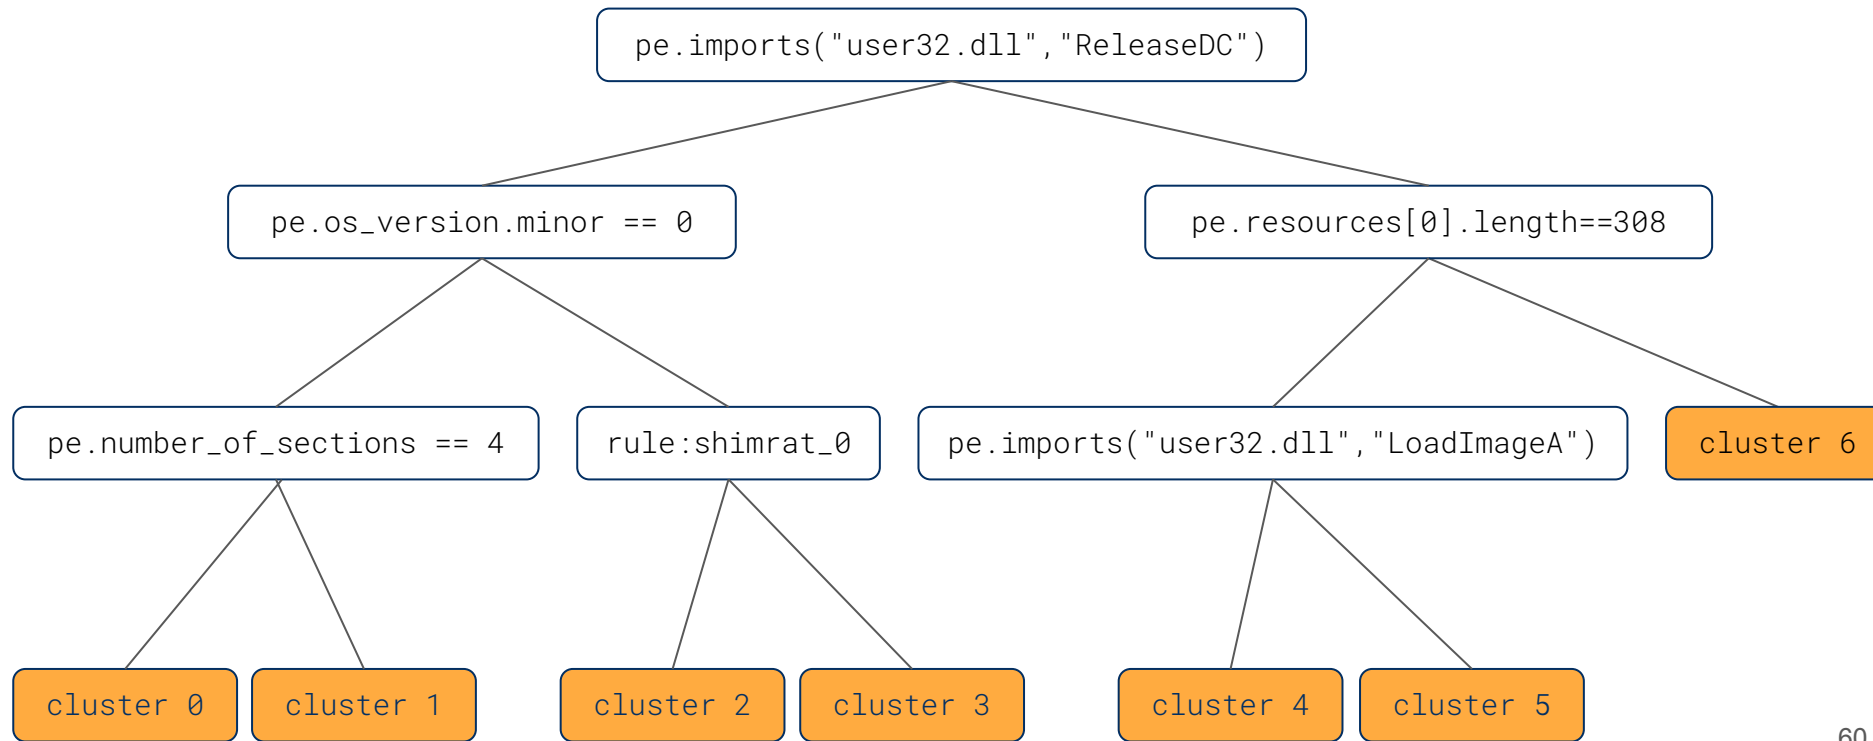 pe.imports("user32.dll","ReleaseDC")
pe.os_version.minor == 0
pe.resources[0].length==308
pe.number_of_sections == 4
rule:shimrat_0
pe.imports("user32.dll","LoadImageA")
cluster 6
cluster 0
cluster 1
cluster 2
cluster 3
cluster 4
cluster 5
60